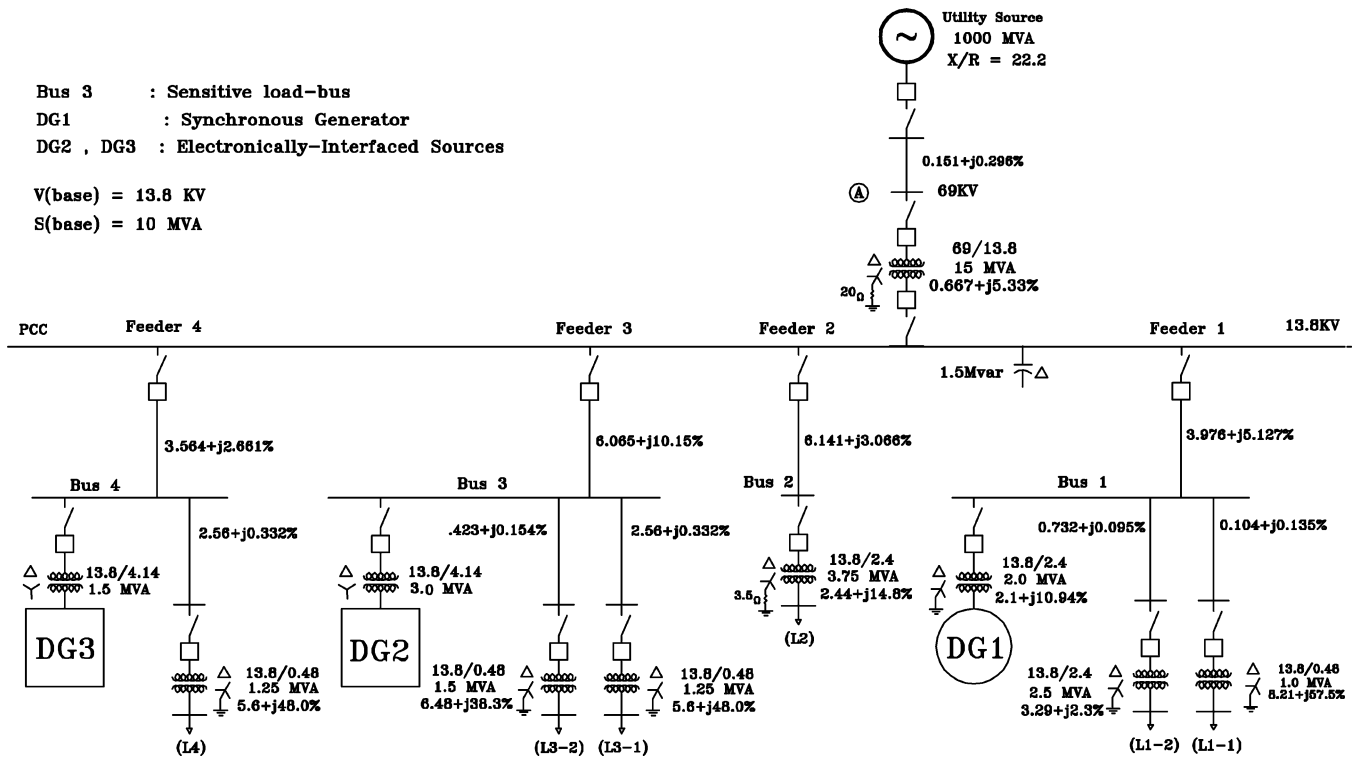 Utility Source
1000 MVA
X/R = 22.2
Bus 3 : Sensitive load-bus
DG1 : Synchronous Generator
DG2 , DG3 : Electronically-Interfaced Sources
V(base) = 13.8 KV
S(base) = 10 MVA
0.151+j0.296%
A
69KV
69/13.8
15 MVA
0.667+j5.33%
20Ω
PCC
Feeder 4
Feeder 3
Feeder 2
Feeder 1
13.8KV
1.5Mvar
3.564+j2.661%
6.065+j10.15%
6.141+j3.066%
3.976+j5.127%
Bus 4
Bus 3
Bus 2
Bus 1
2.56+j0.332%
.423+j0.154%
2.56+j0.332%
0.732+j0.095%
0.104+j0.135%
13.8/4.14
1.5 MVA
13.8/4.14
3.0 MVA
13.8/2.4
3.75 MVA
2.44+j14.8%
3.5Ω
13.8/2.4
2.0 MVA
2.1+j10.94%
DG3
DG2
(L2)
DG1
13.8/0.48
1.25 MVA
5.6+j48.0%
13.8/0.48
1.5 MVA
6.48+j38.3%
13.8/0.48
1.25 MVA
5.6+j48.0%
13.8/2.4
2.5 MVA
3.29+j2.3%
13.8/0.48
1.0 MVA
8.21+j57.5%
(L4)
(L3-2)
(L3-1)
(L1-2)
(L1-1)